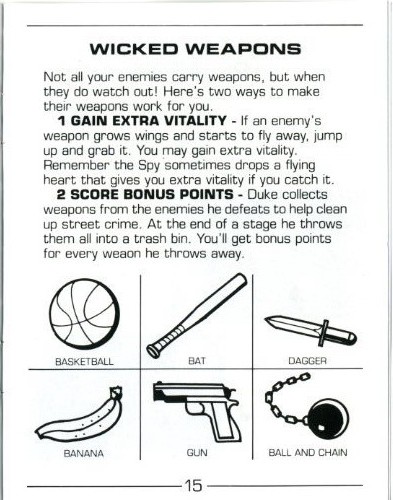 WICKED WEAPONS
Not all your enemies carry weapons, but when
they do watch out! Here's two ways to make
their weapons work for you.
1 GAIN EXTRA VITALITY - If an enemy's
weapon grows wings and starts to fly away, jump
up and grab it. You may gain extra vitality.
Remember the Spy sometimes drops a flying
heart that gives you extra vitality if you catch it.
2 SCORE BONUS POINTS - Duke collects
weapons from the enemies he defeats to help clean
up street crime. At the end of a stage he throws
them all into a trash bin. You'll get bonus points
for every weaon he throws away.
BASKETBALL
BAT
DAGGER
BANANA
GUN
BALL AND CHAIN
15